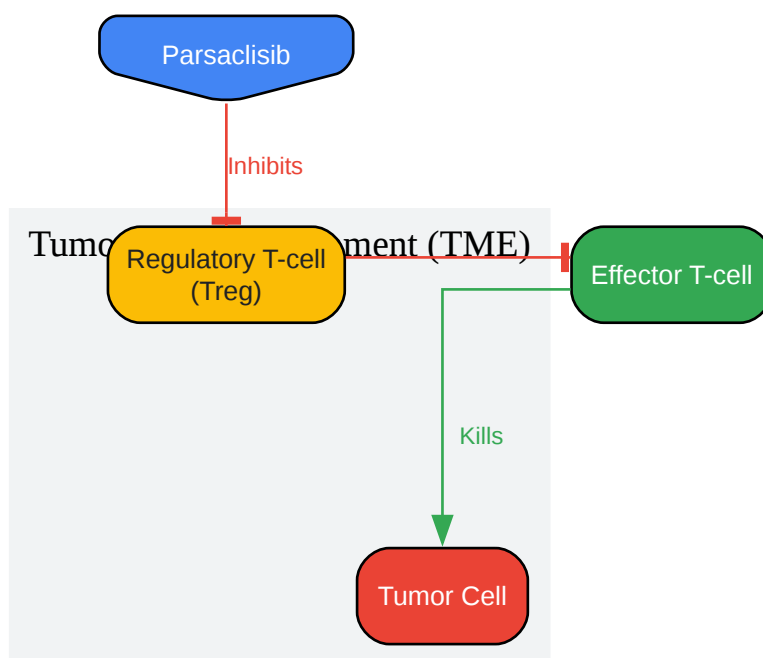 Parsaclisib
Inhibits
Tumo
ment (TME)
Regulatory T-cell
(Treg)
Effector T-cell
Kills
Tumor Cell